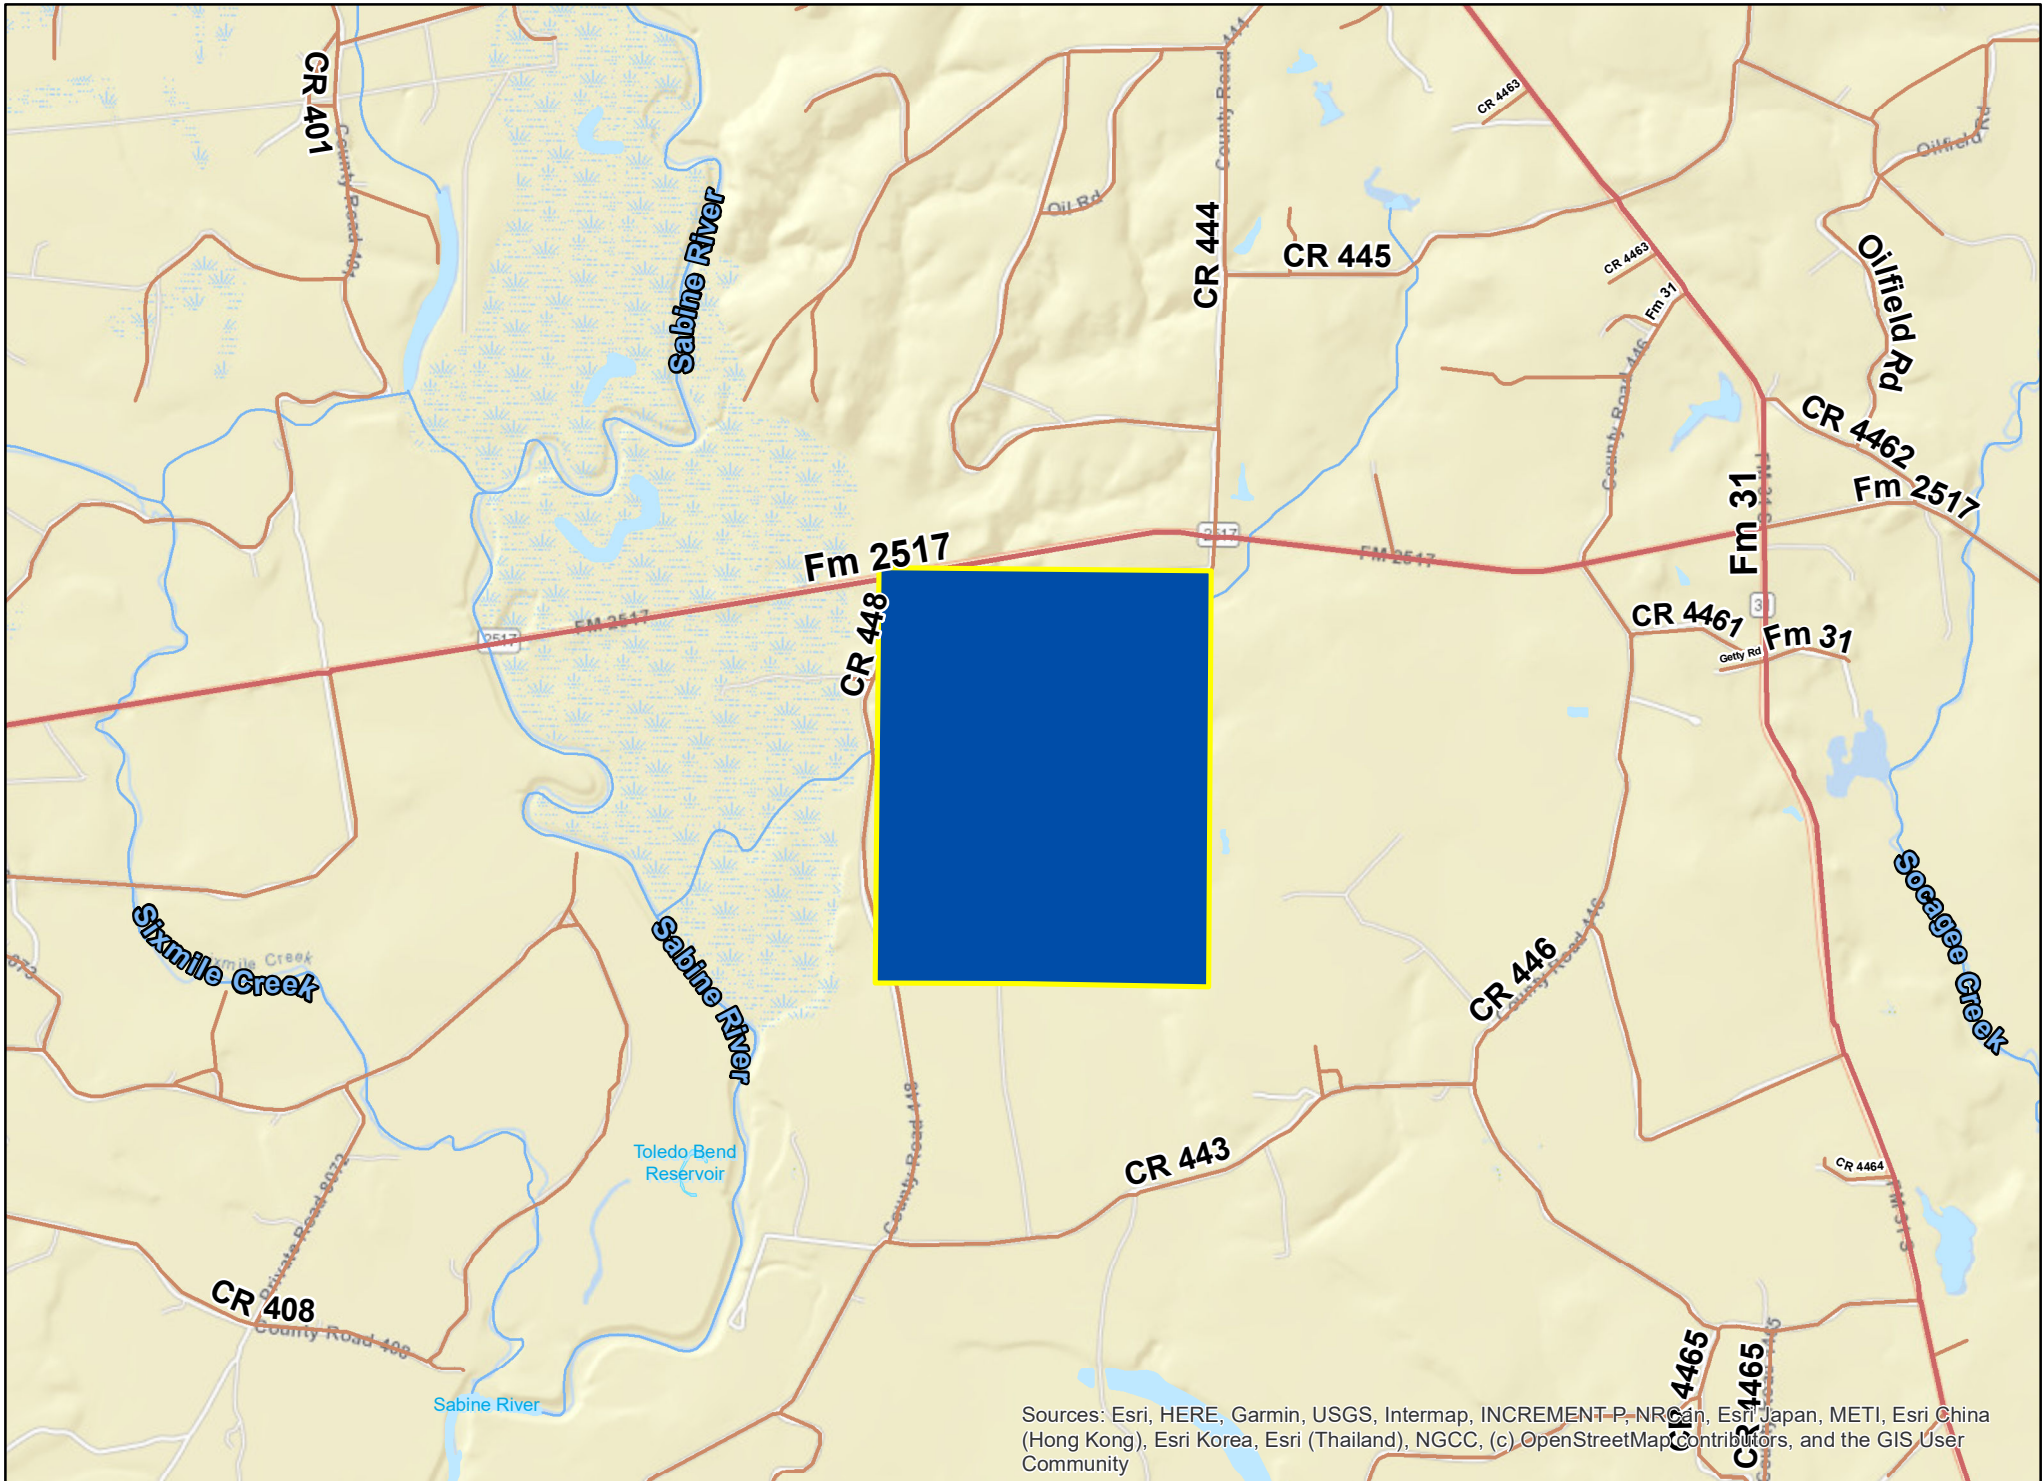 CR 401
County Road 401
Sabine River
County Road 444
CR 444
Oil Rd
CR 445
CR 4463
CR 4463
Fm 31
Oilfield Rd
Oilfield Rd
County Road 446
CR 4462
Fm 2517
Fm 31
FM 31 S
Fm 2517
2517
FM 2517
FM 2517
2517
CR 448
31
CR 4461
Getty Rd
Fm 31
Sixmile Creek
Sabine River
County Road 446
CR 446
Socagee Creek
Toledo Bend
Reservoir
County Road 448
CR 443
CR 4464
FM 31 S
Private Road 8072
CR 408
County Road 408
Sabine River
CR 4465
CR 4465
Sources: Esri, HERE, Garmin, USGS, Intermap, INCREMENT P, NRCan, Esri Japan, METI, Esri China
(Hong Kong), Esri Korea, Esri (Thailand), NGCC, (c) OpenStreetMap contributors, and the GIS User
Community